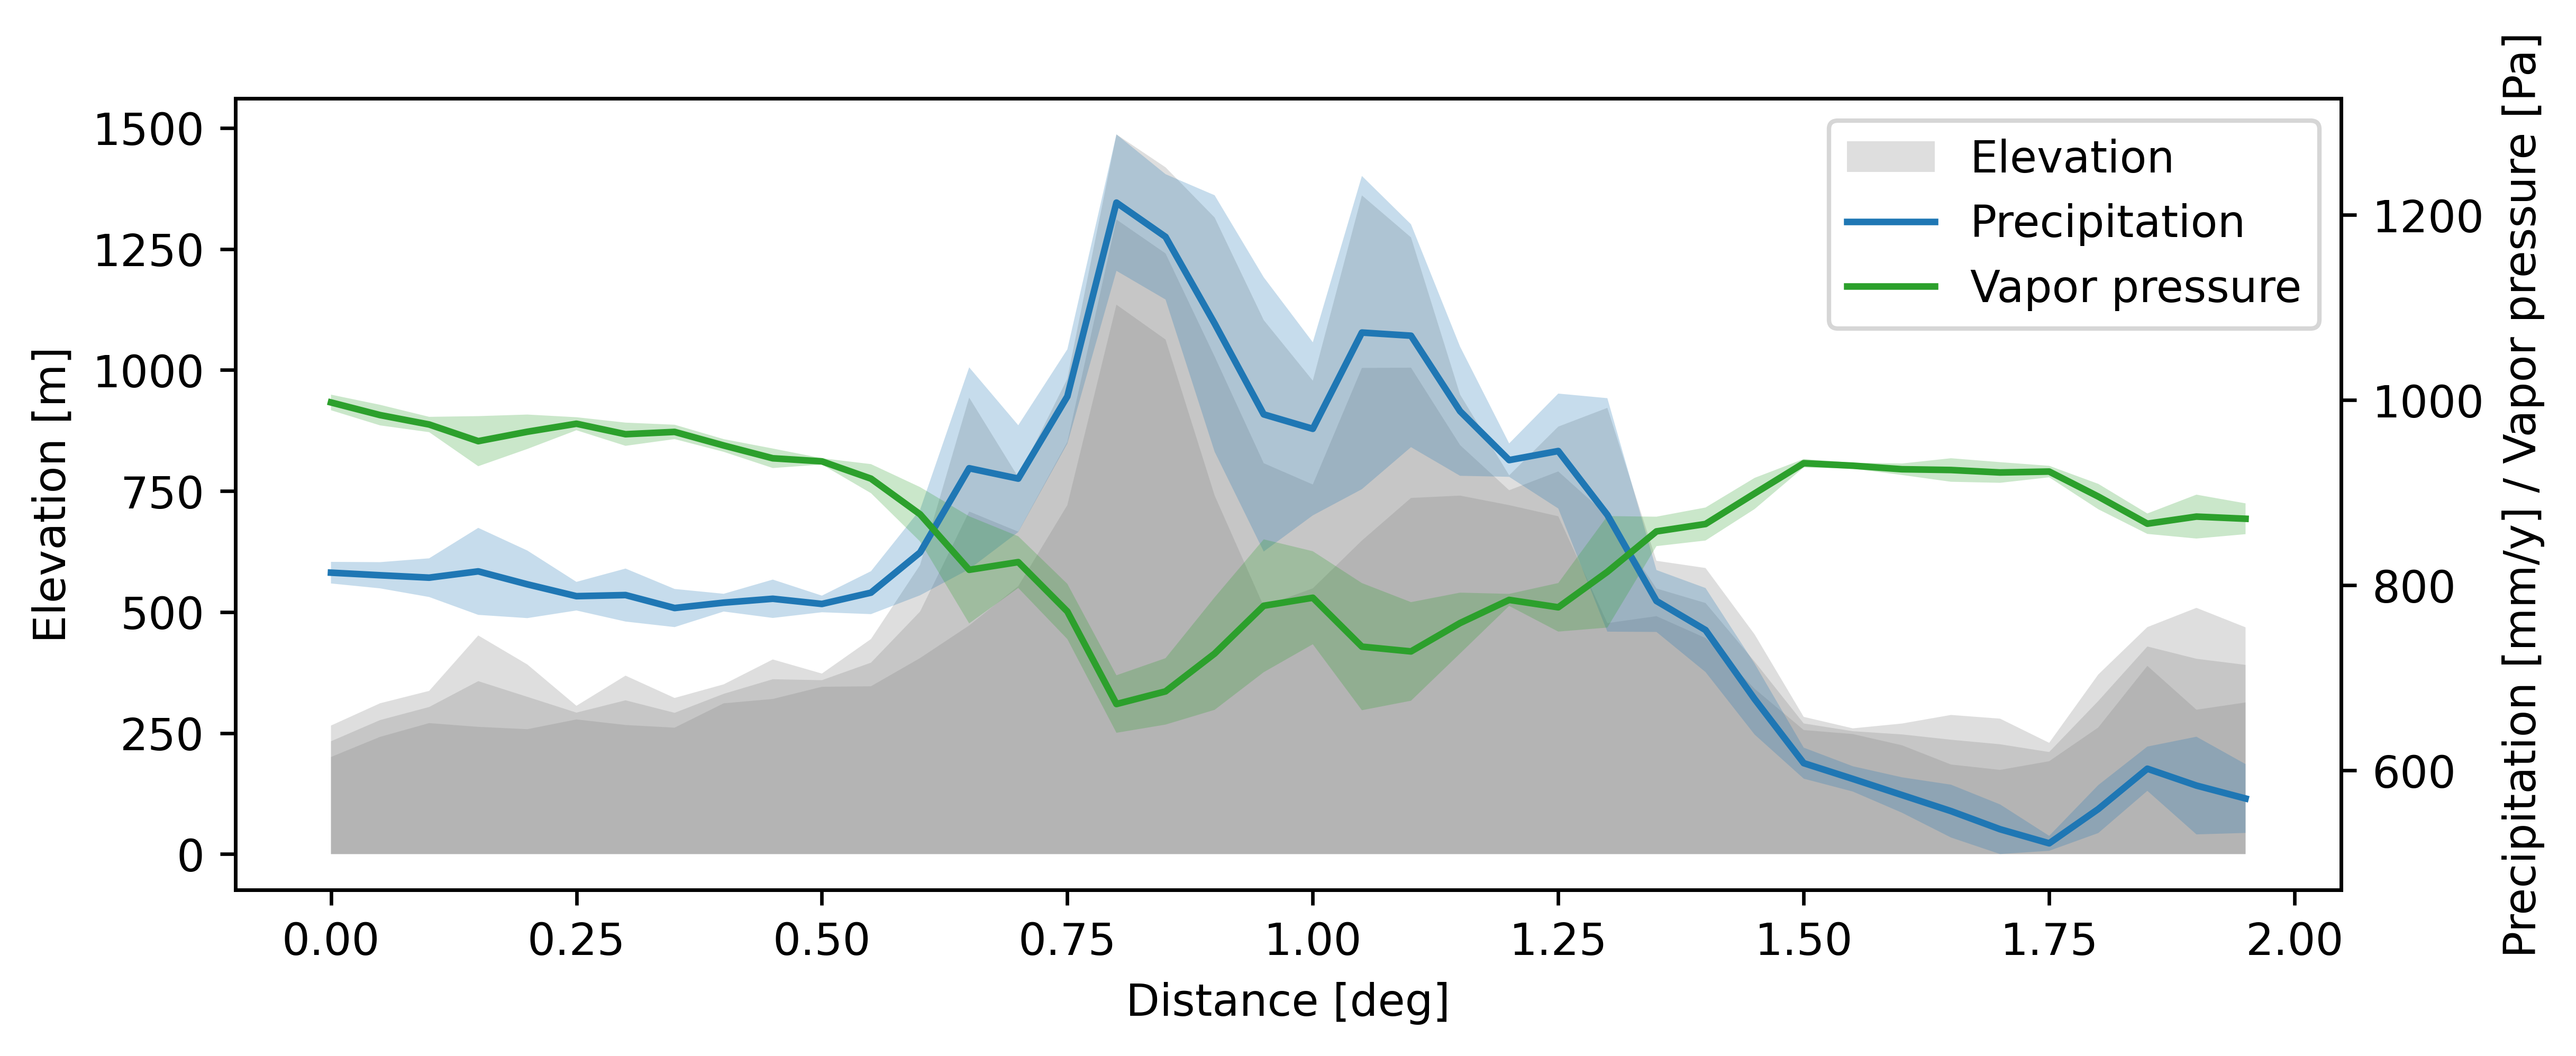 1500
1250
1000
750
500
250
0
Elevation [m]
Elevation
Precipitation
Vapor pressure
1200
1000
800
600
Precipitation [mm/y] / Vapor pressure [Pa]
0.00 0.25 0.50 0.75 1.00 1.25 1.50 1.75 2.00
Distance [deg]